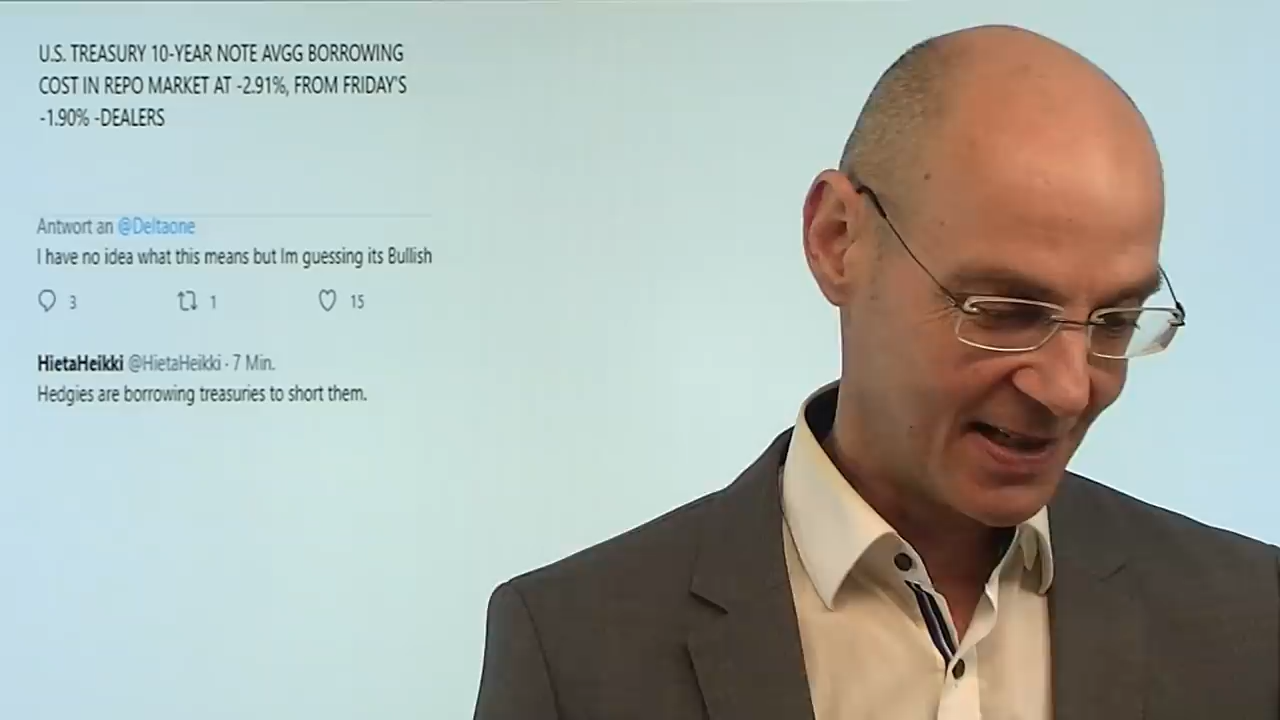 U.S. TREASURY 10-YEAR NOTE AVGG BORROWING
COST IN REPO MARKET AT -2.91%, FROM FRIDAY'S
-1.90% -DEALERS
Antwort an @Deltaone
I have no idea what this means but Im guessing its Bullish
3 1 15
HietaHeikki @HietaHeikki · 7 Min.
Hedgies are borrowing treasuries to short them.